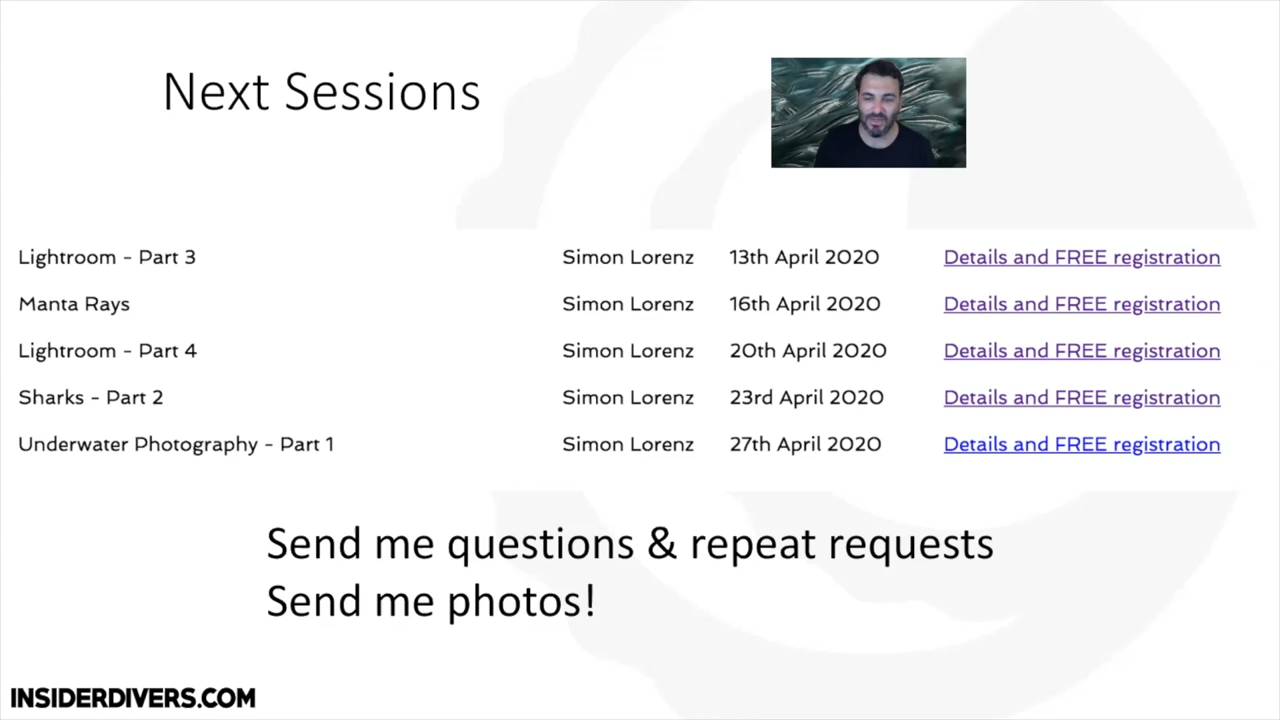 Next Sessions
Lightroom - Part 3 Simon Lorenz 13th April 2020 Details and FREE registration
Manta Rays Simon Lorenz 16th April 2020 Details and FREE registration
Lightroom - Part 4 Simon Lorenz 20th April 2020 Details and FREE registration
Sharks - Part 2 Simon Lorenz 23rd April 2020 Details and FREE registration
Underwater Photography - Part 1 Simon Lorenz 27th April 2020 Details and FREE registration
Send me questions & repeat requests
Send me photos!
INSIDERDIVERS.COM